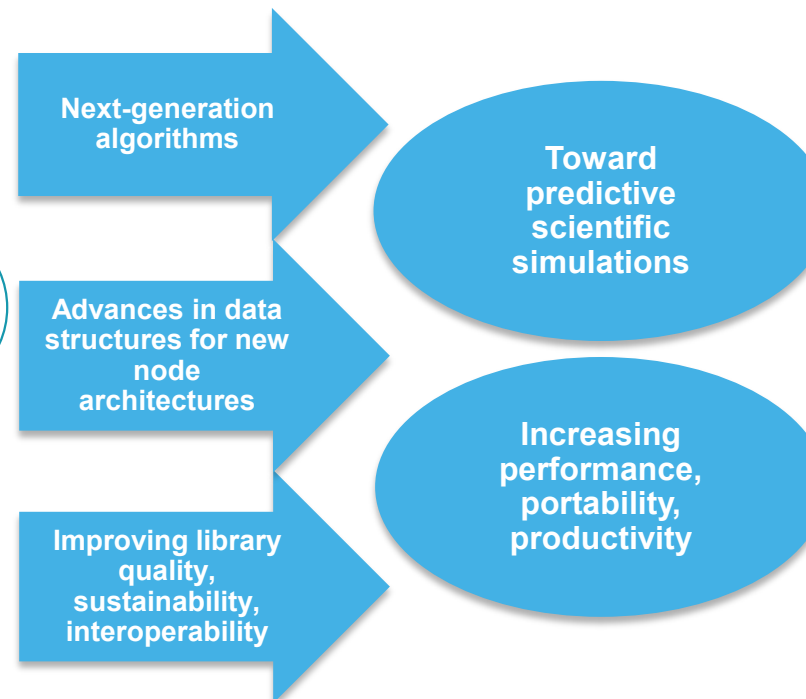 Next-generation
algorithms
Advances in data
structures for new
node
architectures
Improving library
quality,
sustainability,
interoperability
Toward
predictive
scientific
simulations
Increasing
performance,
portability,
productivity